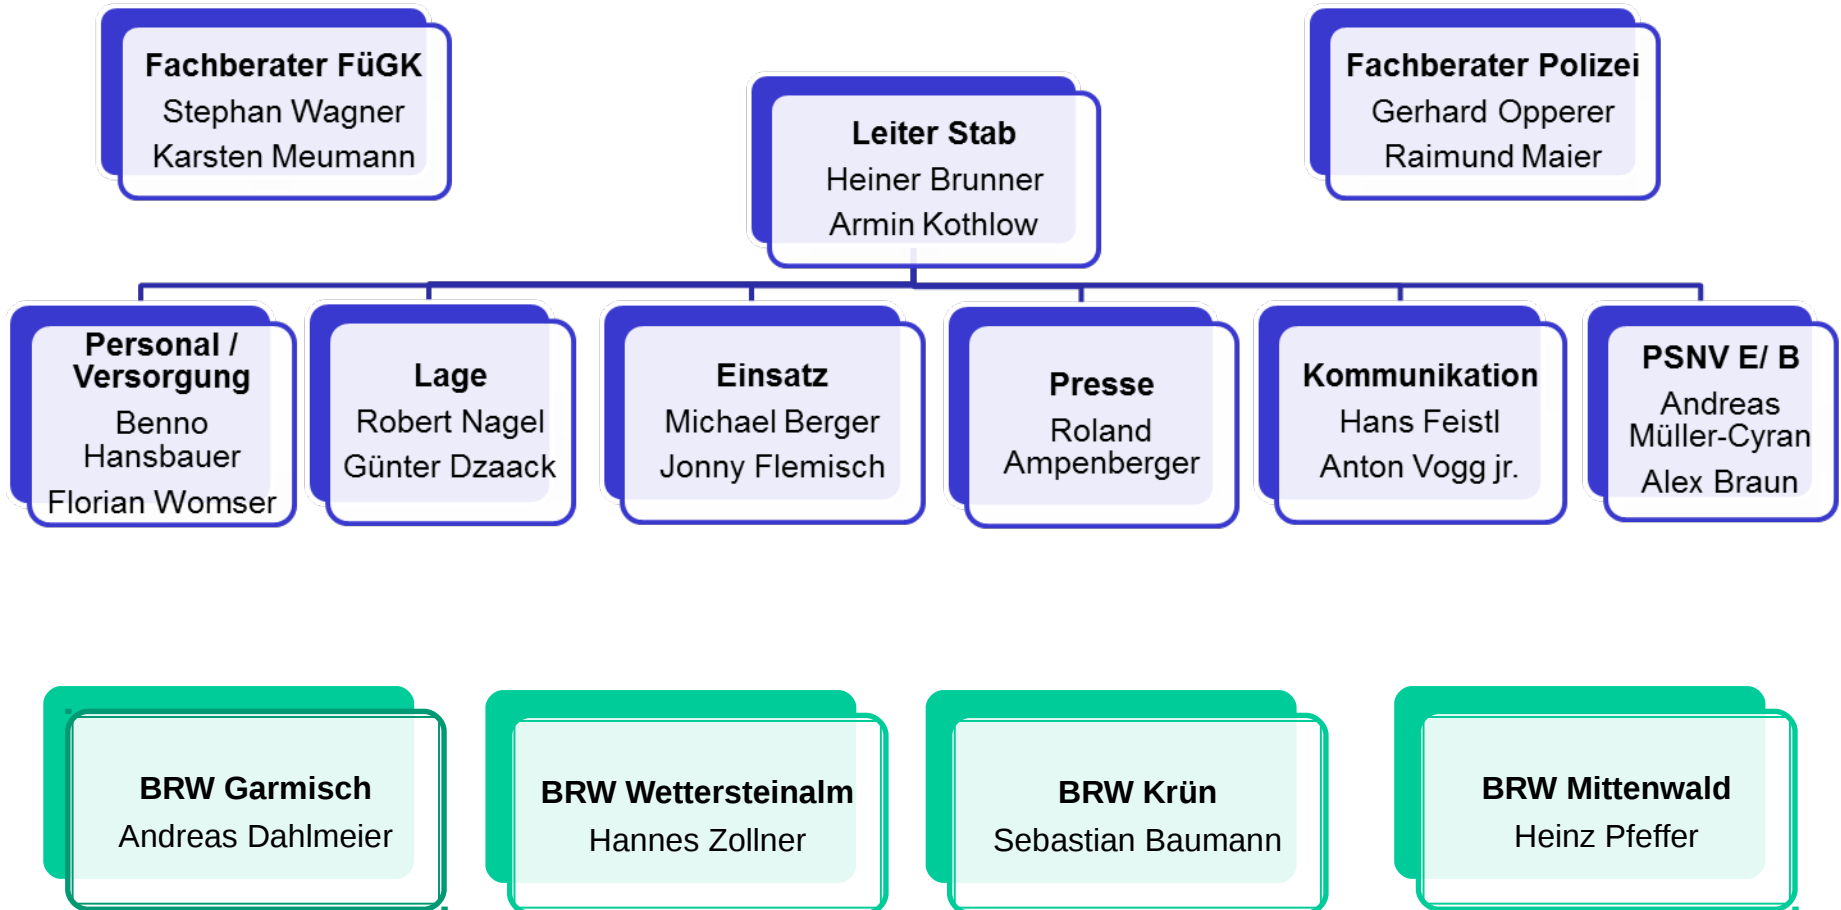 Fachberater FüGK
Stephan Wagner
Karsten Meumann
Leiter Stab
Heiner Brunner
Armin Kothlow
Fachberater Polizei
Gerhard Opperer
Raimund Maier
Personal /
Versorgung
Benno
Hansbauer
Florian Womser
Lage
Robert Nagel
Günter Dzaack
Einsatz
Michael Berger
Jonny Flemisch
Presse
Roland
Ampenberger
Kommunikation
Hans Feistl
Anton Vogg jr.
PSNV E/ B
Andreas
Müller-Cyran
Alex Braun
BRW Garmisch
Andreas Dahlmeier
BRW Wettersteinalm
Hannes Zollner
BRW Krün
Sebastian Baumann
BRW Mittenwald
Heinz Pfeffer